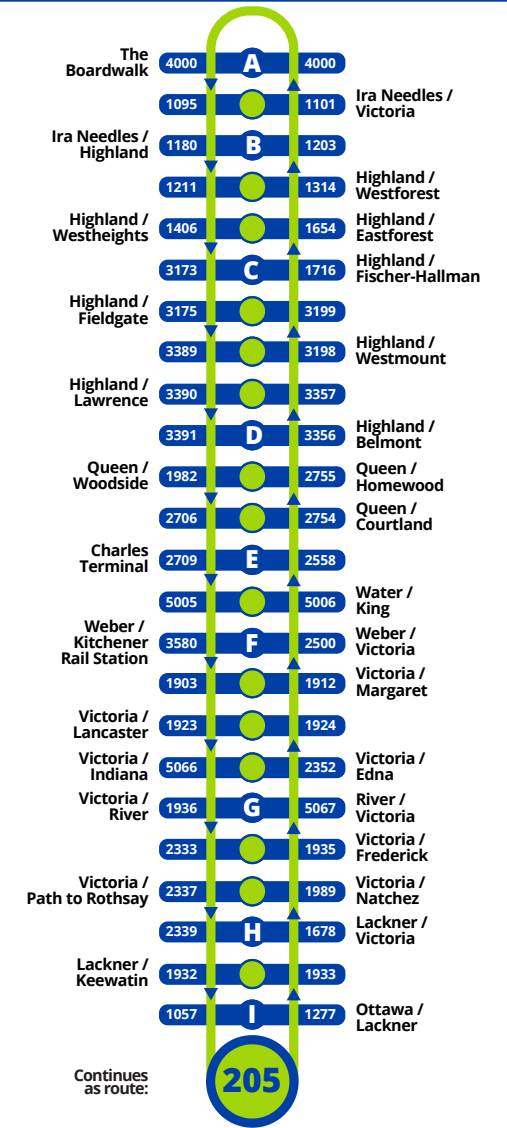 The
Boardwalk
4000 A 4000
1095 1101
Ira Needles /
Victoria
Ira Needles /
Highland
1180 B 1203
1211 1314
Highland /
Westforest
Highland /
Westheights
1406 1654
Highland /
Eastforest
3173 C 1716
Highland /
Fischer-Hallman
Highland /
Fieldgate
3175 3199
3389 3198
Highland /
Westmount
Highland /
Lawrence
3390 3357
3391 D 3356
Highland /
Belmont
Queen /
Woodside
1982 2755
Queen /
Homewood
2706 2754
Queen /
Courtland
Charles
Terminal
2709 E 2558
5005 5006
Water /
King
Weber /
Kitchener
Rail Station
3580 F 2500
Weber /
Victoria
1903 1912
Victoria /
Margaret
Victoria /
Lancaster
1923 1924
Victoria /
Indiana
5066 2352
Victoria /
Edna
Victoria /
River
1936 G 5067
River /
Victoria
2333 1935
Victoria /
Frederick
Victoria /
Path to Rothsay
2337 1989
Victoria /
Natchez
2339 H 1678
Lackner /
Victoria
Lackner /
Keewatin
1932 1933
1057 I 1277
Ottawa /
Lackner
Continues
as route:
205